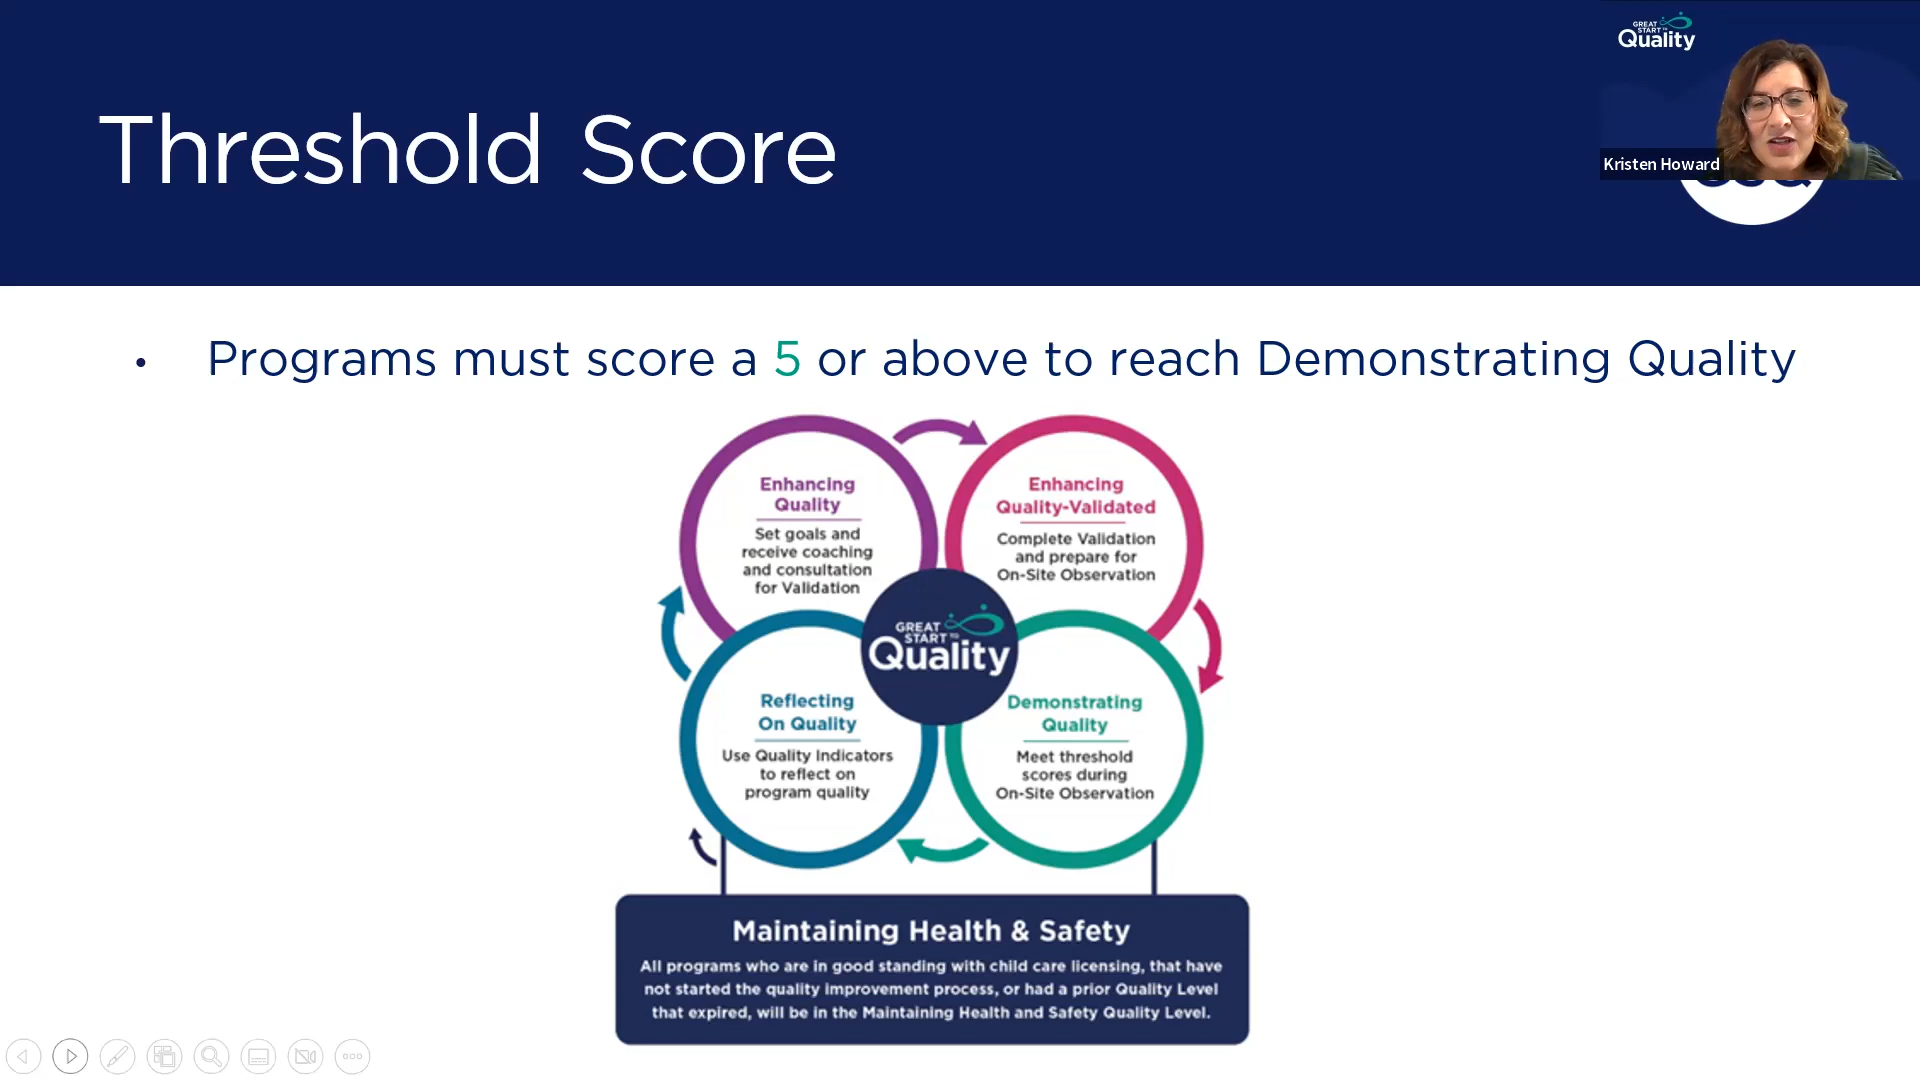 Threshold Score
GREAT
START TO
Quality
Kristen Howard
• Programs must score a 5 or above to reach Demonstrating Quality
Enhancing
Quality
Set goals and
receive coaching
and consultation
for Validation
Enhancing
Quality-Validated
Complete Validation
and prepare for
On-Site Observation
GREAT
START TO
Quality
Reflecting
On Quality
Use Quality Indicators
to reflect on
program quality
Demonstrating
Quality
Meet threshold
scores during
On-Site Observation
Maintaining Health & Safety
All programs who are in good standing with child care licensing, that have
not started the quality improvement process, or had a prior Quality Level
that expired, will be in the Maintaining Health and Safety Quality Level.